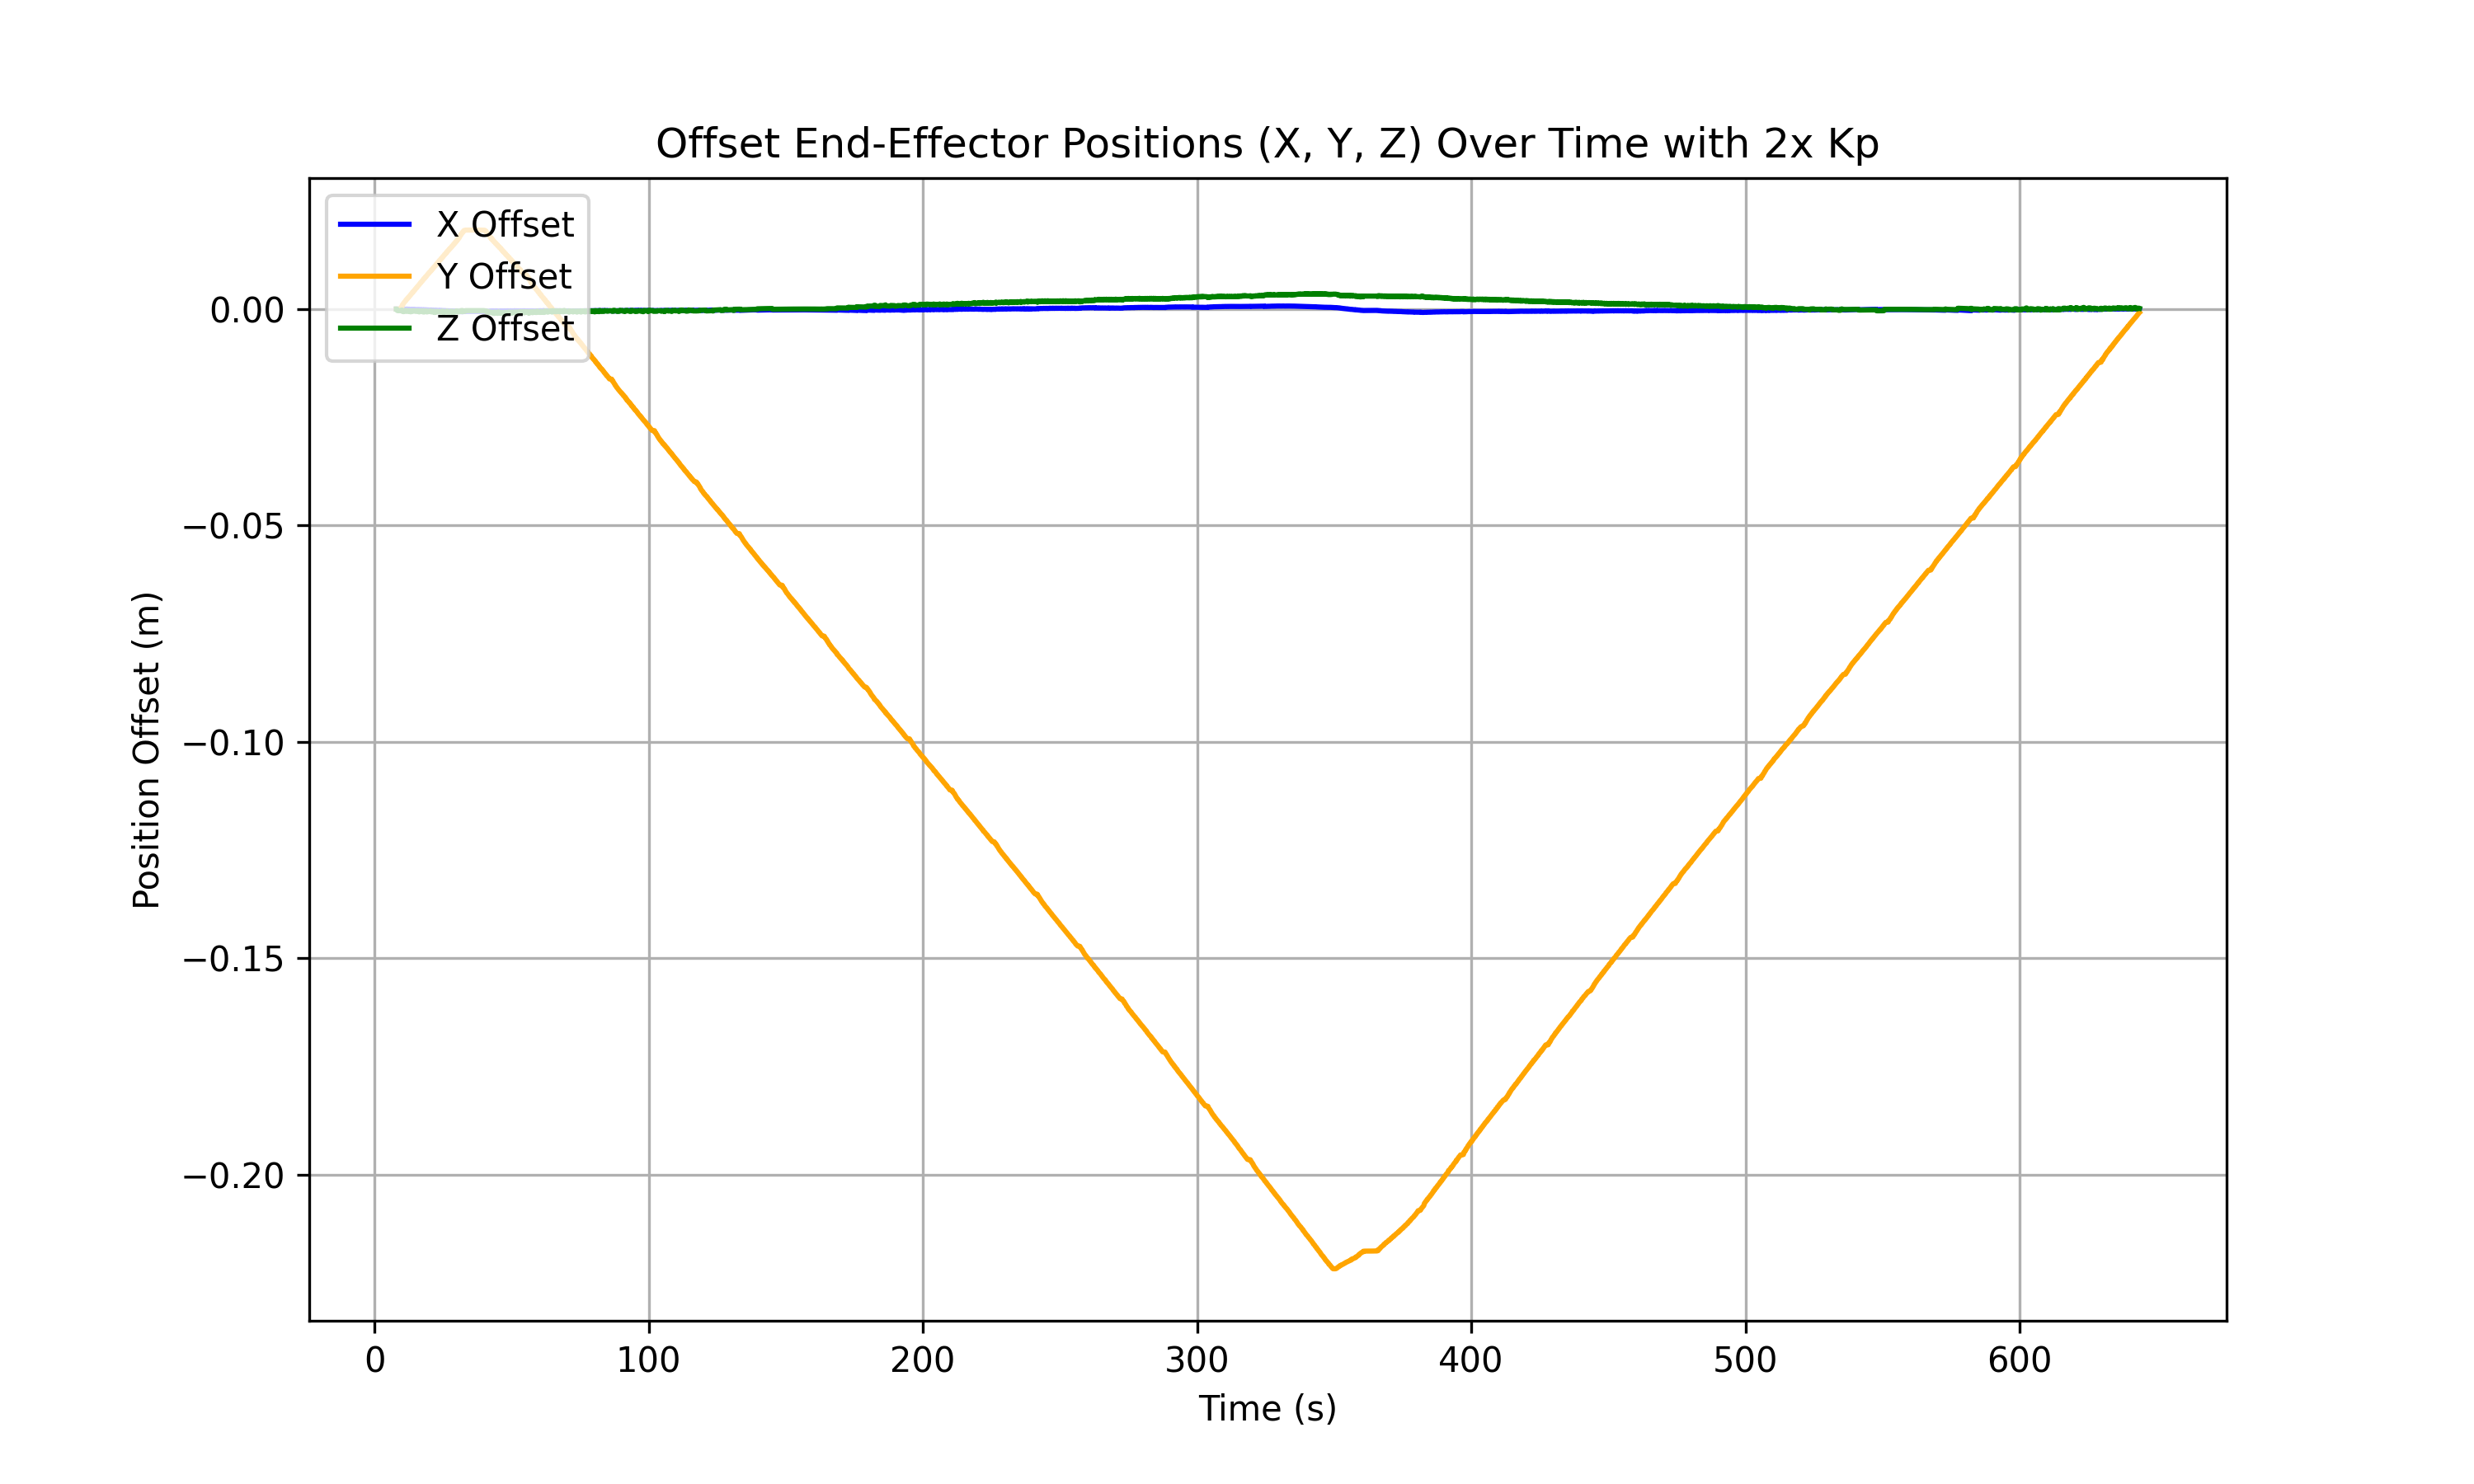 Offset End-Effector Positions (X, Y, Z) Over Time with 2x Kp
X Offset
Y Offset
Z Offset
Position Offset (m)
0.00
−0.05
−0.10
−0.15
−0.20
0 100 200 300 400 500 600
Time (s)